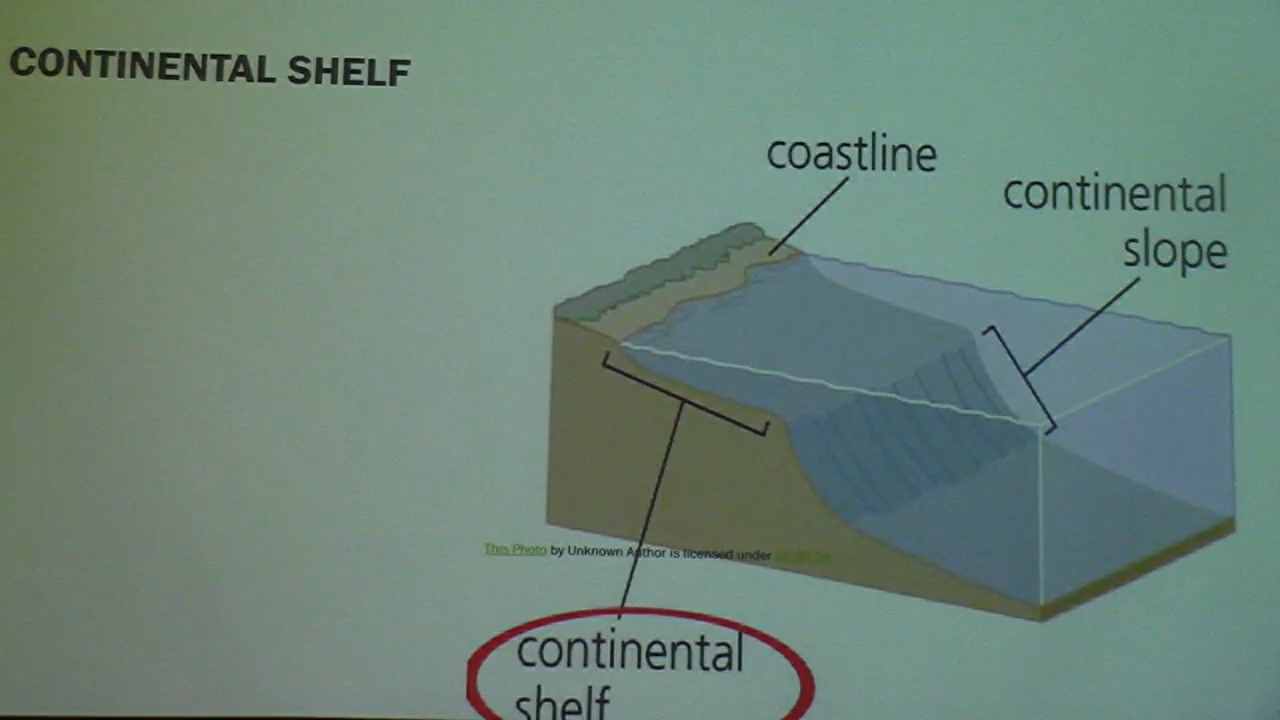 CONTINENTAL SHELF
coastline
continental
slope
This Photo by Unknown Author is licensed under
continental
shelf